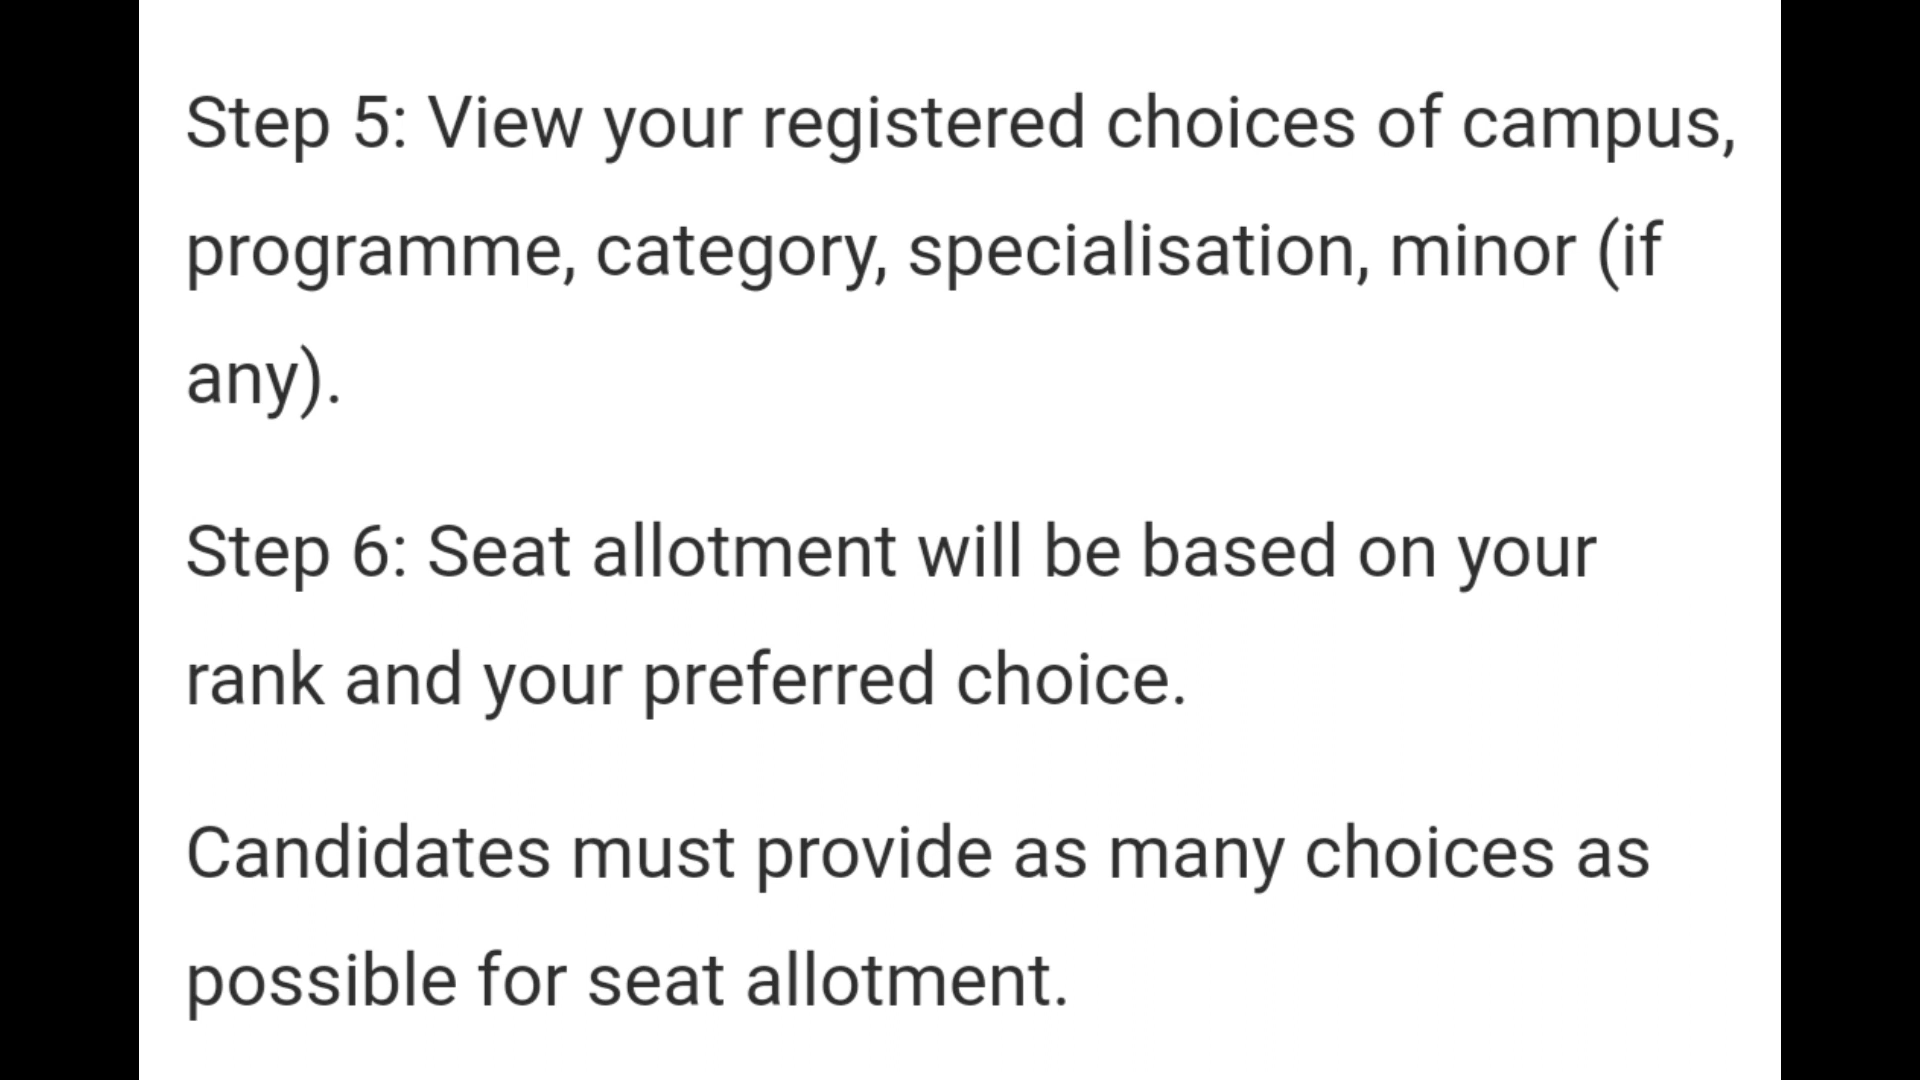 Step 5: View your registered choices of campus,
programme, category, specialisation, minor (if
any).
Step 6: Seat allotment will be based on your
rank and your preferred choice.
Candidates must provide as many choices as
possible for seat allotment.